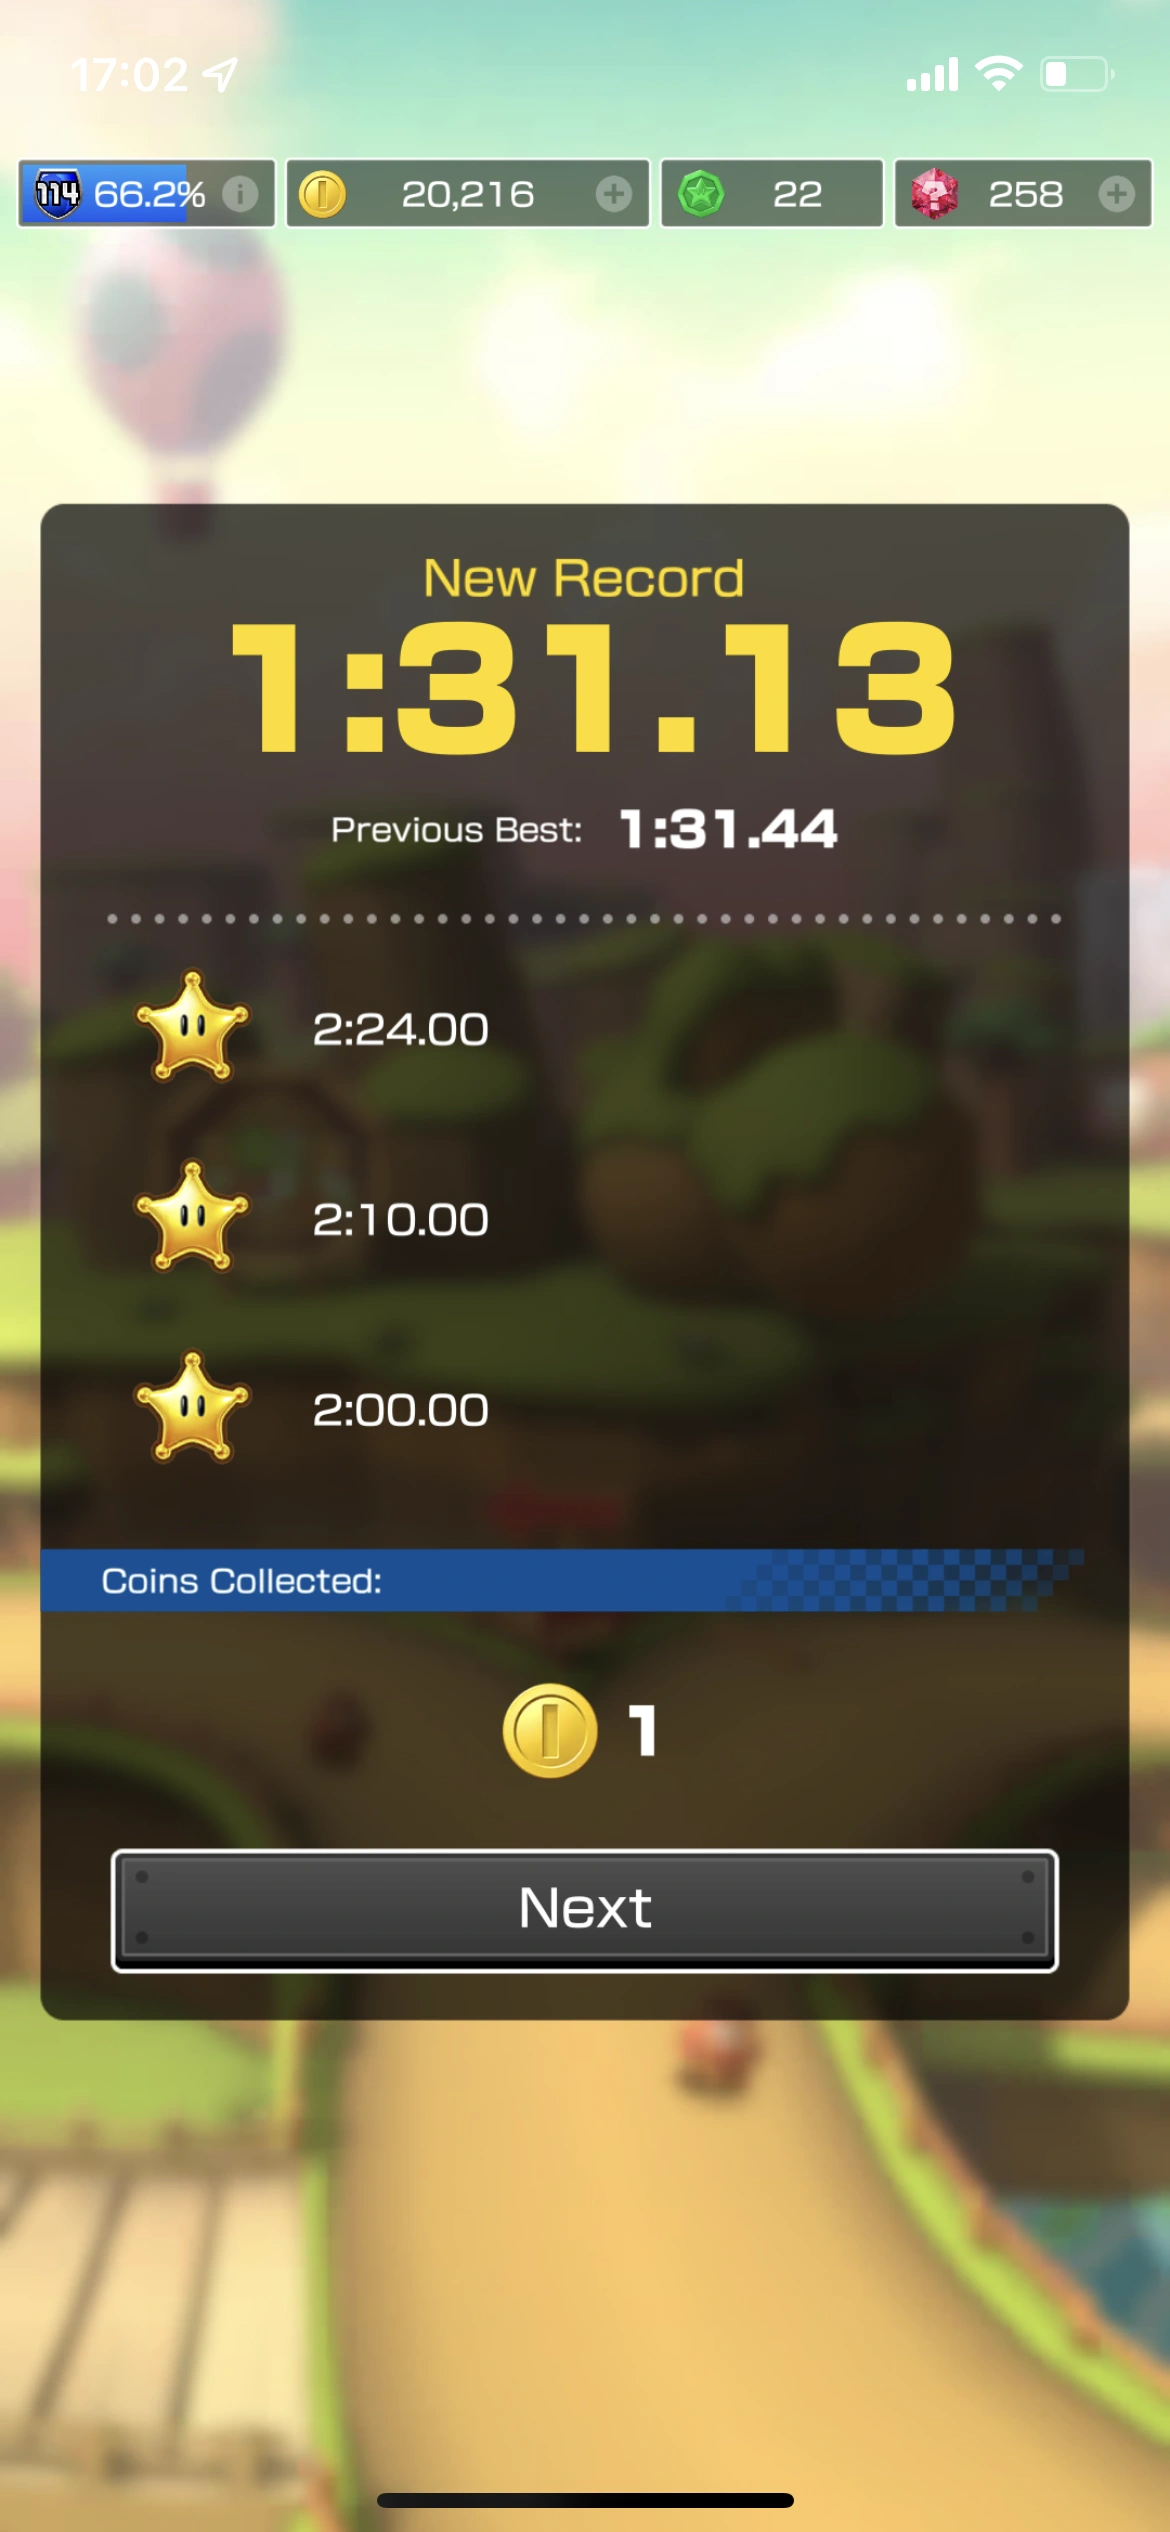 17:02
114 66.2% i 20,216 + 22 258 +
New Record
1:31.13
Previous Best: 1:31.44
2:24.00
2:10.00
2:00.00
Coins Collected:
1
Next